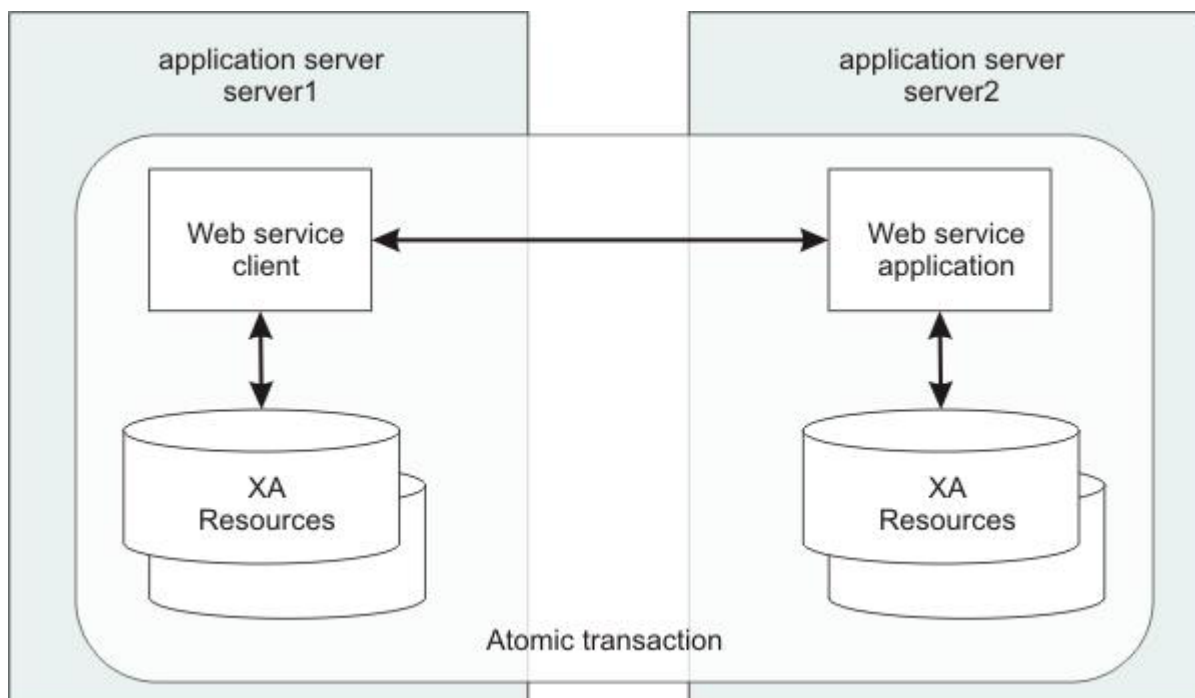 application server
server1
application server
server2
Web service
client
Web service
application
XA
Resources
XA
Resources
Atomic transaction